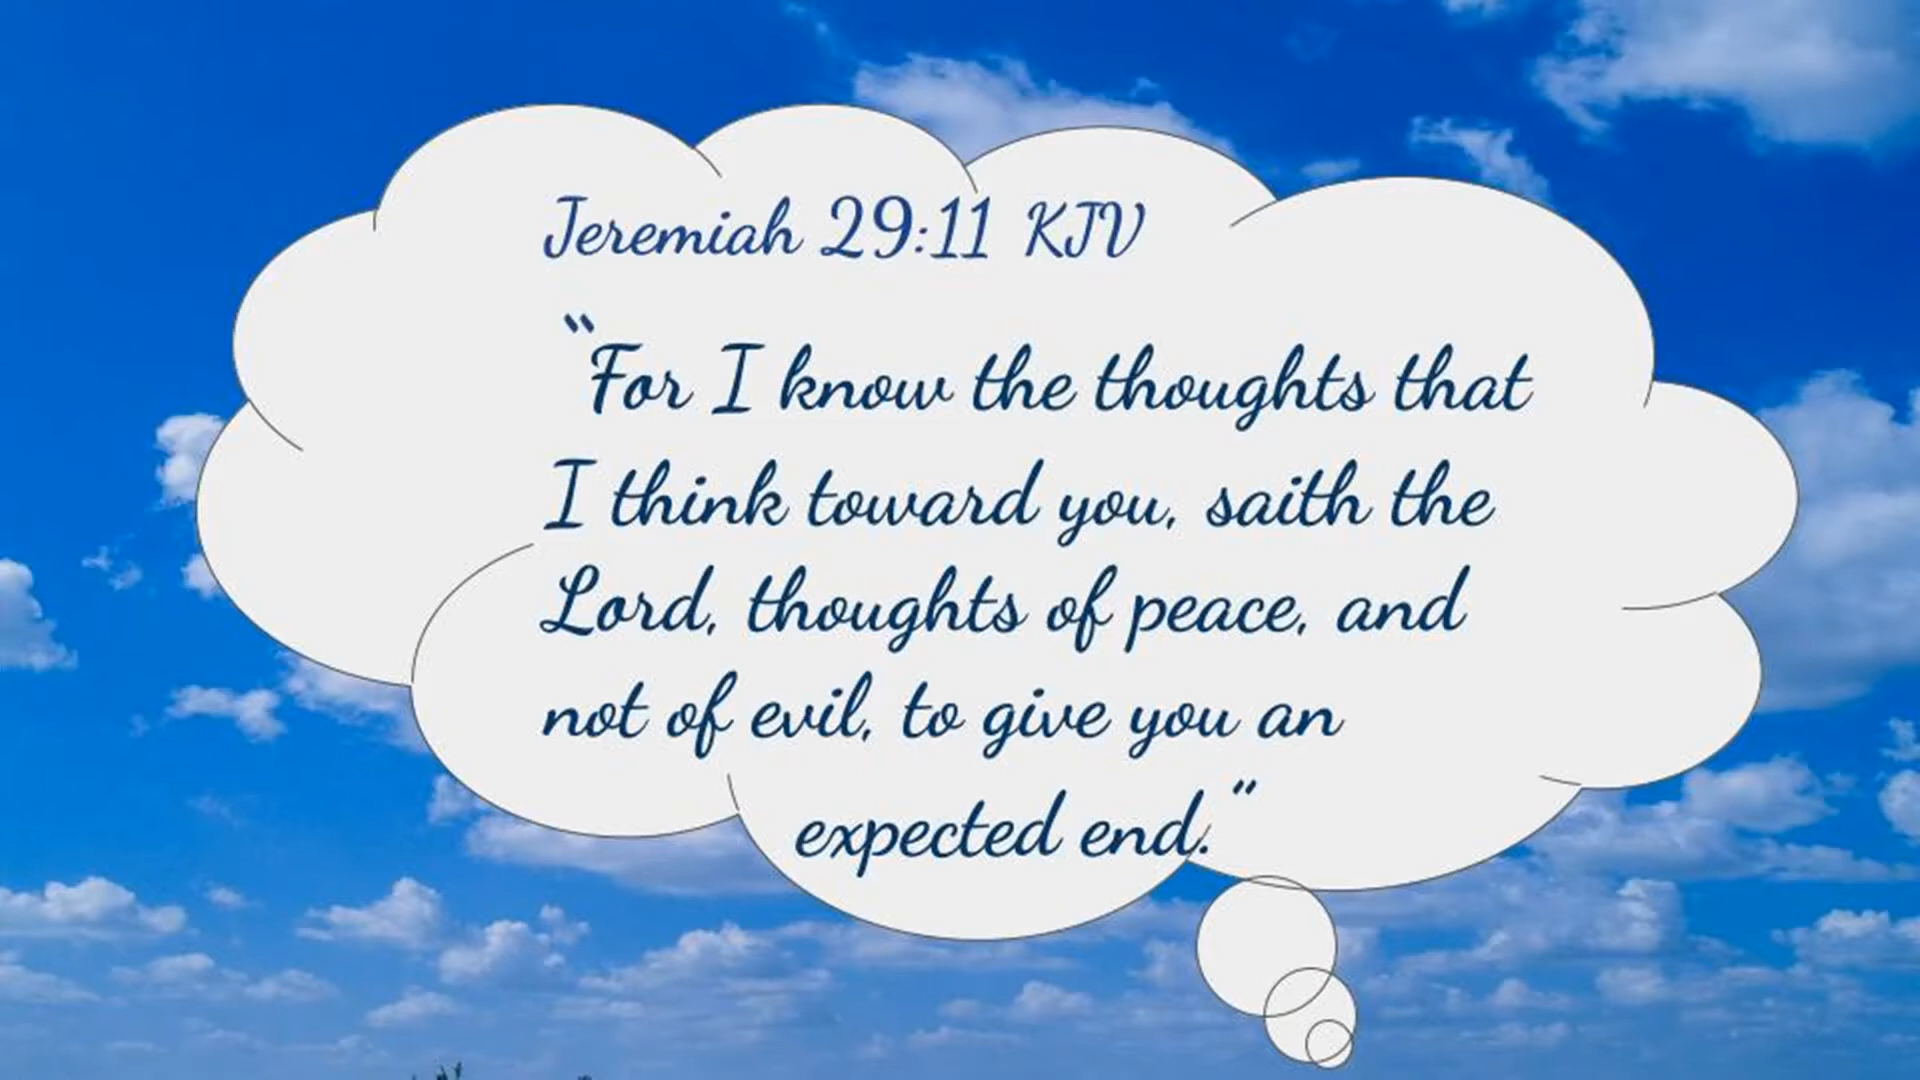 Jeremiah 29:11 KJV
“For I know the thoughts that
I think toward you, saith the
Lord, thoughts of peace, and
not of evil, to give you an
expected end.”